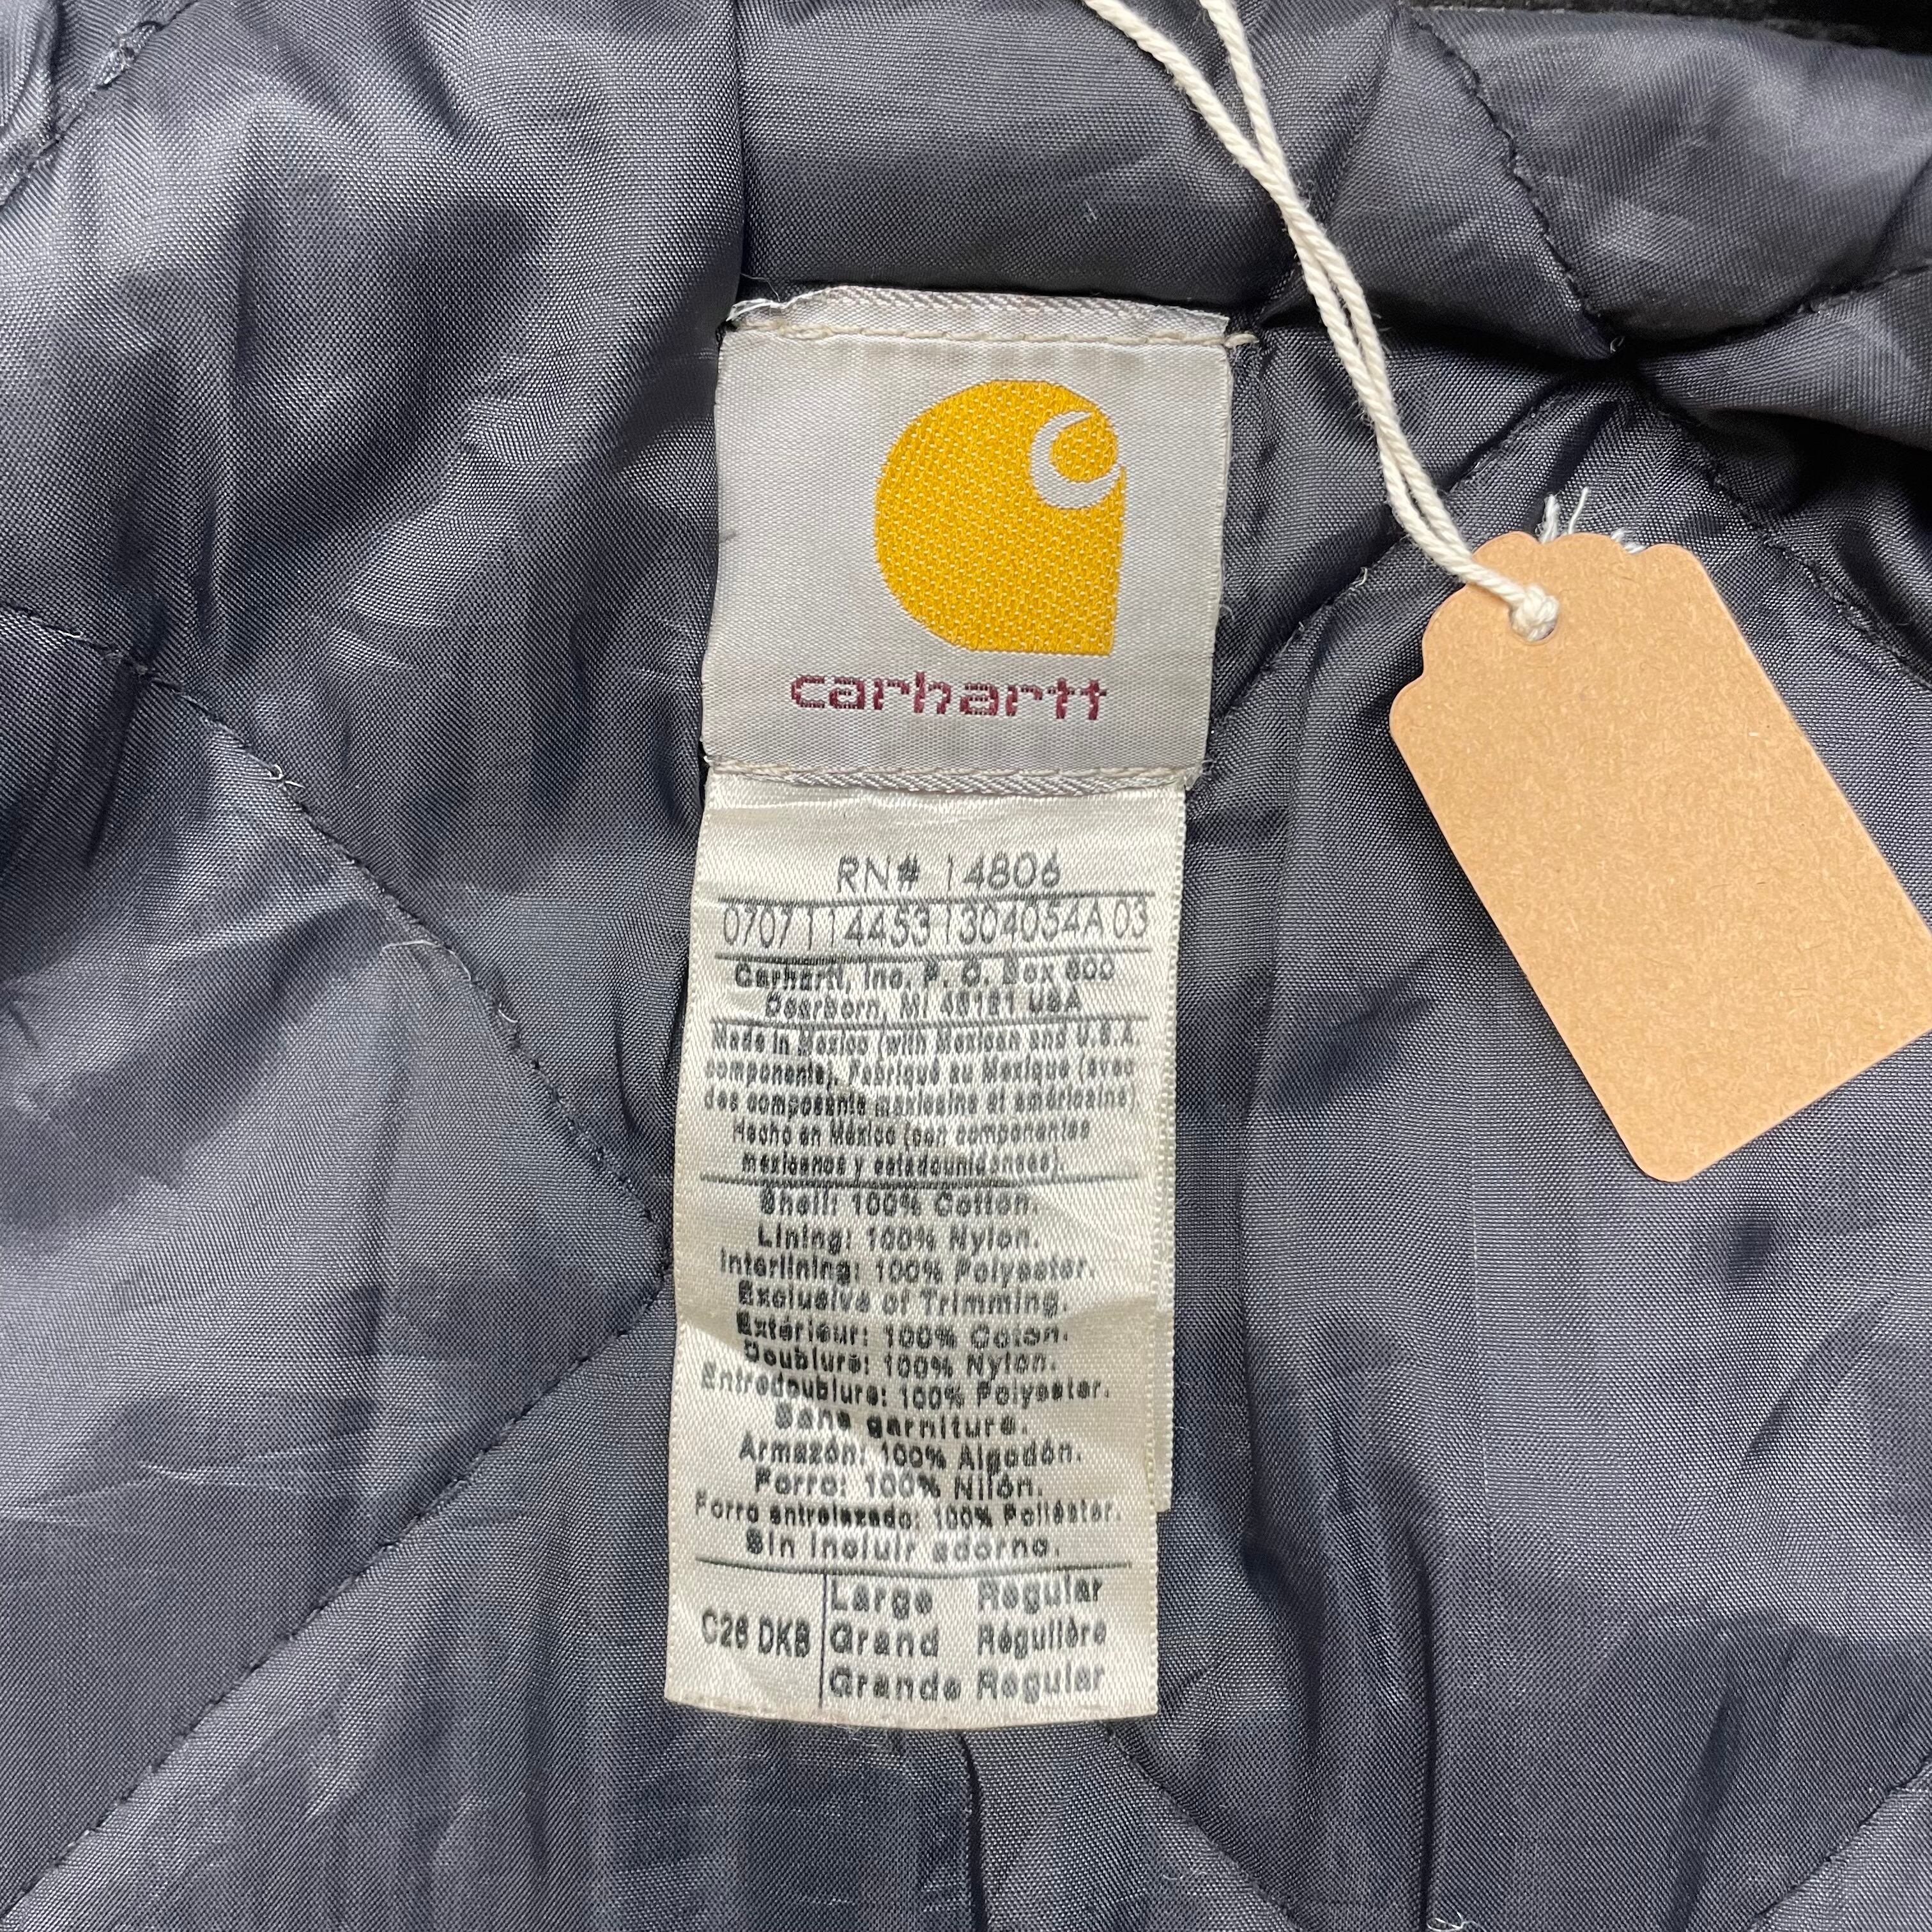 carhartt
RN# 14806
0707114453 1304054A 03
Carhartt, Inc. P. O. Box 600
Dearborn, MI 48121 USA
Made in Mexico (with Mexican and U.S.A.
components). Fabriqué au Mexique (avec
des composants mexicains et américains)
Hecho en México (con componentes
mexicanos y estadounidenses).
Shell: 100% Cotton.
Lining: 100% Nylon.
Interlining: 100% Polyester.
Exclusive of Trimming.
Extérieur: 100% Coton.
Doublure: 100% Nylon.
Entredoublure: 100% Polyester.
Sans garniture.
Armazón: 100% Algodón.
Forro: 100% Nilón.
Forro entrelazado: 100% Poliéster.
Sin incluir adorno.
C26 DKB
Large Regular
Grand Régulière
Grande Regular